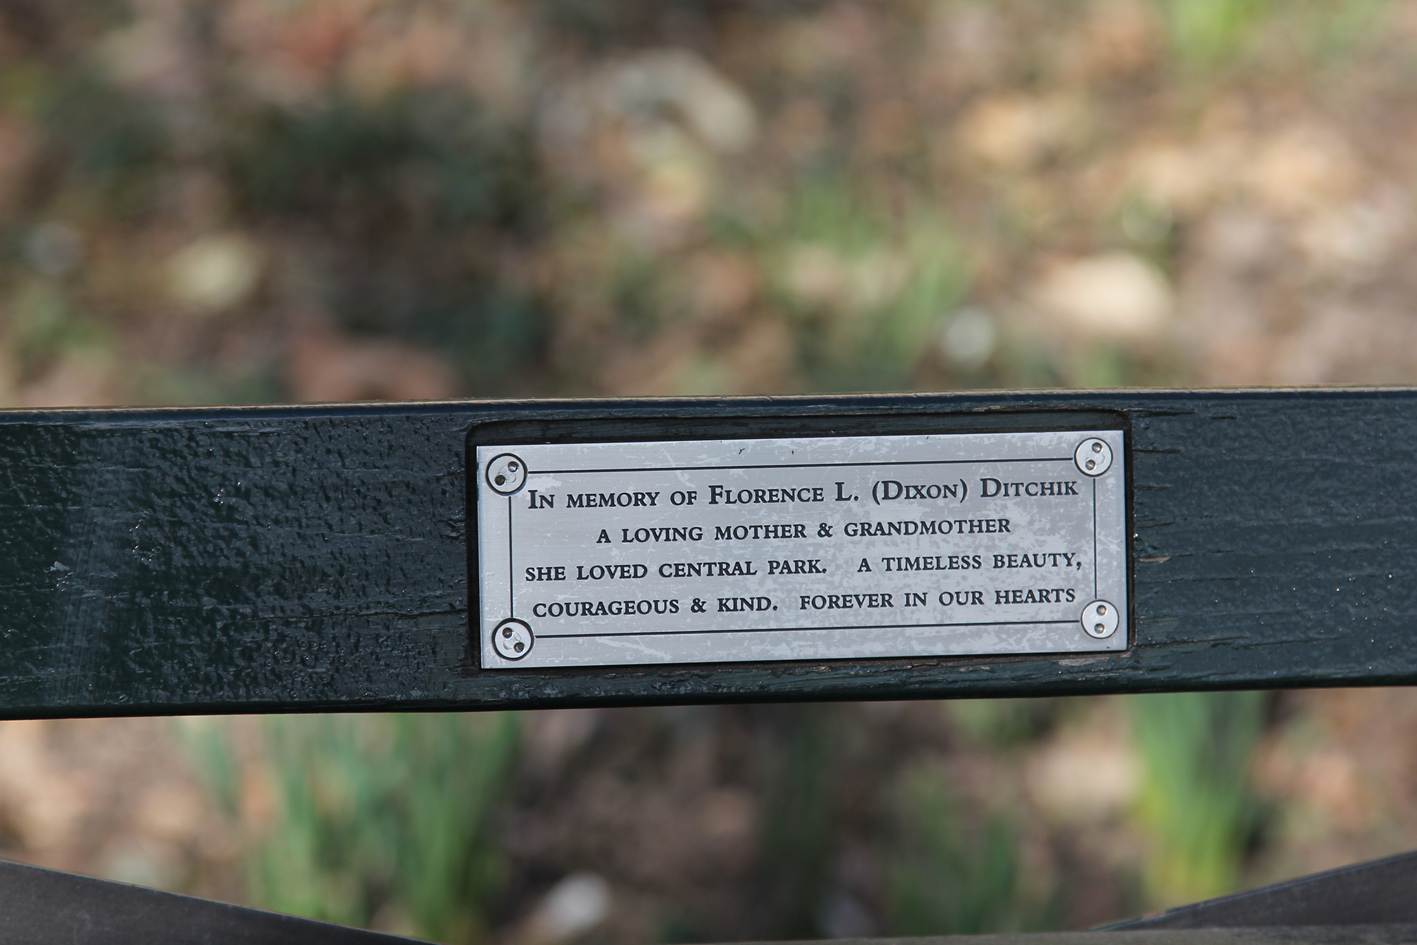 In memory of Florence L. (Dixon) Ditchik
a loving mother & grandmother
she loved central park. a timeless beauty,
courageous & kind. forever in our hearts